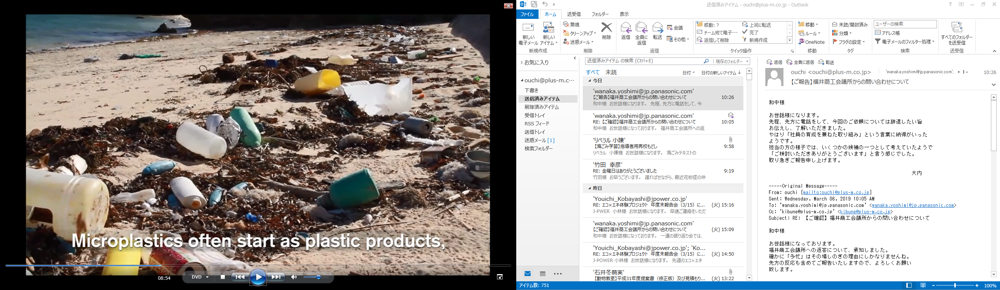 Microplastics often start as plastic products,
08:54
DVD
送信済みアイテム - ouchi@plus-m.co.jp - Outlook
ファイル ホーム 送受信 フォルダー 表示
新しい
電子メール
新しい
アイテム
新規作成
無視
クリーンアップ
迷惑メール
削除
削除
返信
全員に
返信
転送
会議
その他
返信
移動: ?
チーム宛て電子…
返信して削除
上司に転送
完了
新規作成
クイック操作
移動
ルール
OneNote
移動
未読/開封済み
分類
フラグの設定
タグ
ユーザーの検索
アドレス帳
電子メールのフィルター処理
検索
すべてのフォルダー
を送受信
送受信
お気に入り
ouchi@plus-m.c…
下書き
送信済みアイテム
削除済みアイテム
受信トレイ
RSS フィード
送信トレイ
迷惑メール [1]
検索フォルダー
送信済みアイテム の検索 (Ctrl+E) 現在のフォルダー
すべて 未読 日付 日付の新しいアイテム ↓
今日
'wanaka.yoshimi@jp.panasonic.com'
【ご報告】福井商工会議所からの問い合わせについて 10:26
和中様 お世話様になります。 先程、先方に電話をして、今
'wanaka.yoshimi@jp.panasonic.com'
RE: 【ご確認】福井商工会議所からの問い合わせについて 10:05
和中様 お世話様になっております。 福井商工会議所への返
'リベラル 小陳'
【海ごみ学習】指導者用再校もどし 9:58
リベラル 小陳様 お世話様になります。 海ごみテキストの
'竹田 幸彦'
RE: 金曜日はありがとうございました 9:19
竹田様 お早うございます。 遅ればせながら、最近花粉症の仲
昨日
'Youichi_Kobayashi@jpower.co.jp'
RE: エコ×エネ体験プロジェクト 年度末報告会（3/15）に... (火) 15:16
J-PWER 小林様 お世話様になります。 早速ご連絡をいただ
'wanaka.yoshimi@jp.panasonic.com'
【ご確認】福井商工会議所からの問い合わせについて (火) 15:09
和中様 お世話様になっております。 一連の振り返り会では、
'Youichi_Kobayashi@jpower.co.jp'; 'Ko...
RE: エコ×エネ体験プロジェクト 年度末報告会（3/15）に... (火) 14:50
J-POWER 小林様 お世話様になります。 先週のエコ×エネ
'石井冬萌実'
【動物教室】平成31年度提案書（修正版）及び見積もり... (火) 13:22
返信 全員に返信 転送
ouchi <ouchi@plus-m.co.jp> 'wanaka.yoshimi@jp.panasonic.com'; + 1 10:26
【ご報告】福井商工会議所からの問い合わせについて
和中様
お世話様になります。
先程、先方に電話をして、今回のご依頼については辞退したい旨
お伝えし、了解いただきました。
やはり「社員の育成を兼ねた取り組み」という言葉に納得がいった
ようです。
担当の方の様子では、いくつかの候補の一つとして考えていたようで
「ご検討いただきありがとうございます」と言う感じでした。
取り急ぎご報告申し上げます。
大内
-----Original Message-----
From: ouchi [mailto:ouchi@plus-m.co.jp]
Sent: Wednesday, March 06, 2019 10:05 AM
To: 'wanaka.yoshimi@jp.panasonic.com' <wanaka.yoshimi@jp.panasonic.com>
Cc: 'kibune@plus-m.co.jp' <kibune@plus-m.co.jp>
Subject: RE: 【ご確認】福井商工会議所からの問い合わせについて
和中様
お世話様になっております。
福井商工会議所への返答について、承知しました。
確かに「多忙」はその場しのぎの理由にしかなりませんね。
先方の反応も含めてご報告いたしますので、よろしくお願い
致します。
アイテム数: 751
100%